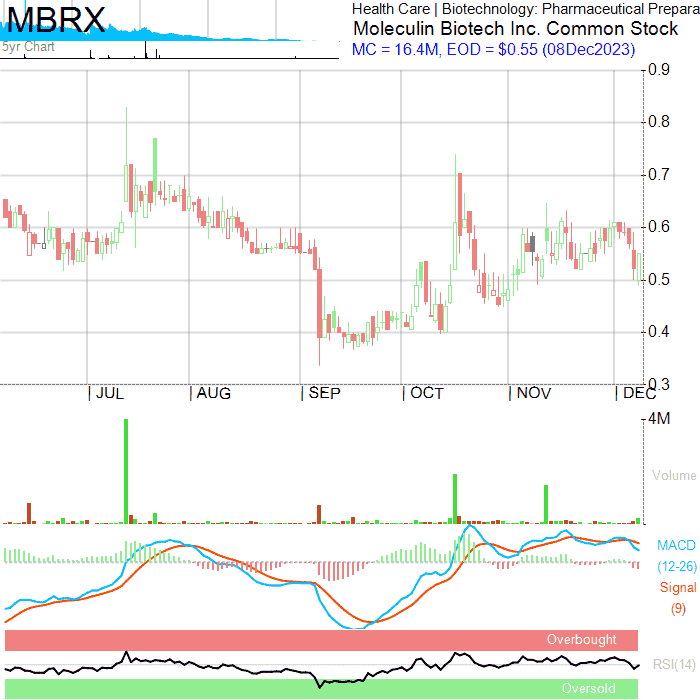 MBRX
5yr Chart
Health Care | Biotechnology: Pharmaceutical Prepara
Moleculin Biotech Inc. Common Stock
MC = 16.4M, EOD = $0.55 (08Dec2023)
0.9
0.8
0.7
0.6
0.5
0.4
0.3
JUL AUG SEP OCT NOV DEC
4M
Volume
MACD
(12-26)
Signal
(9)
Overbought
RSI(14)
Oversold